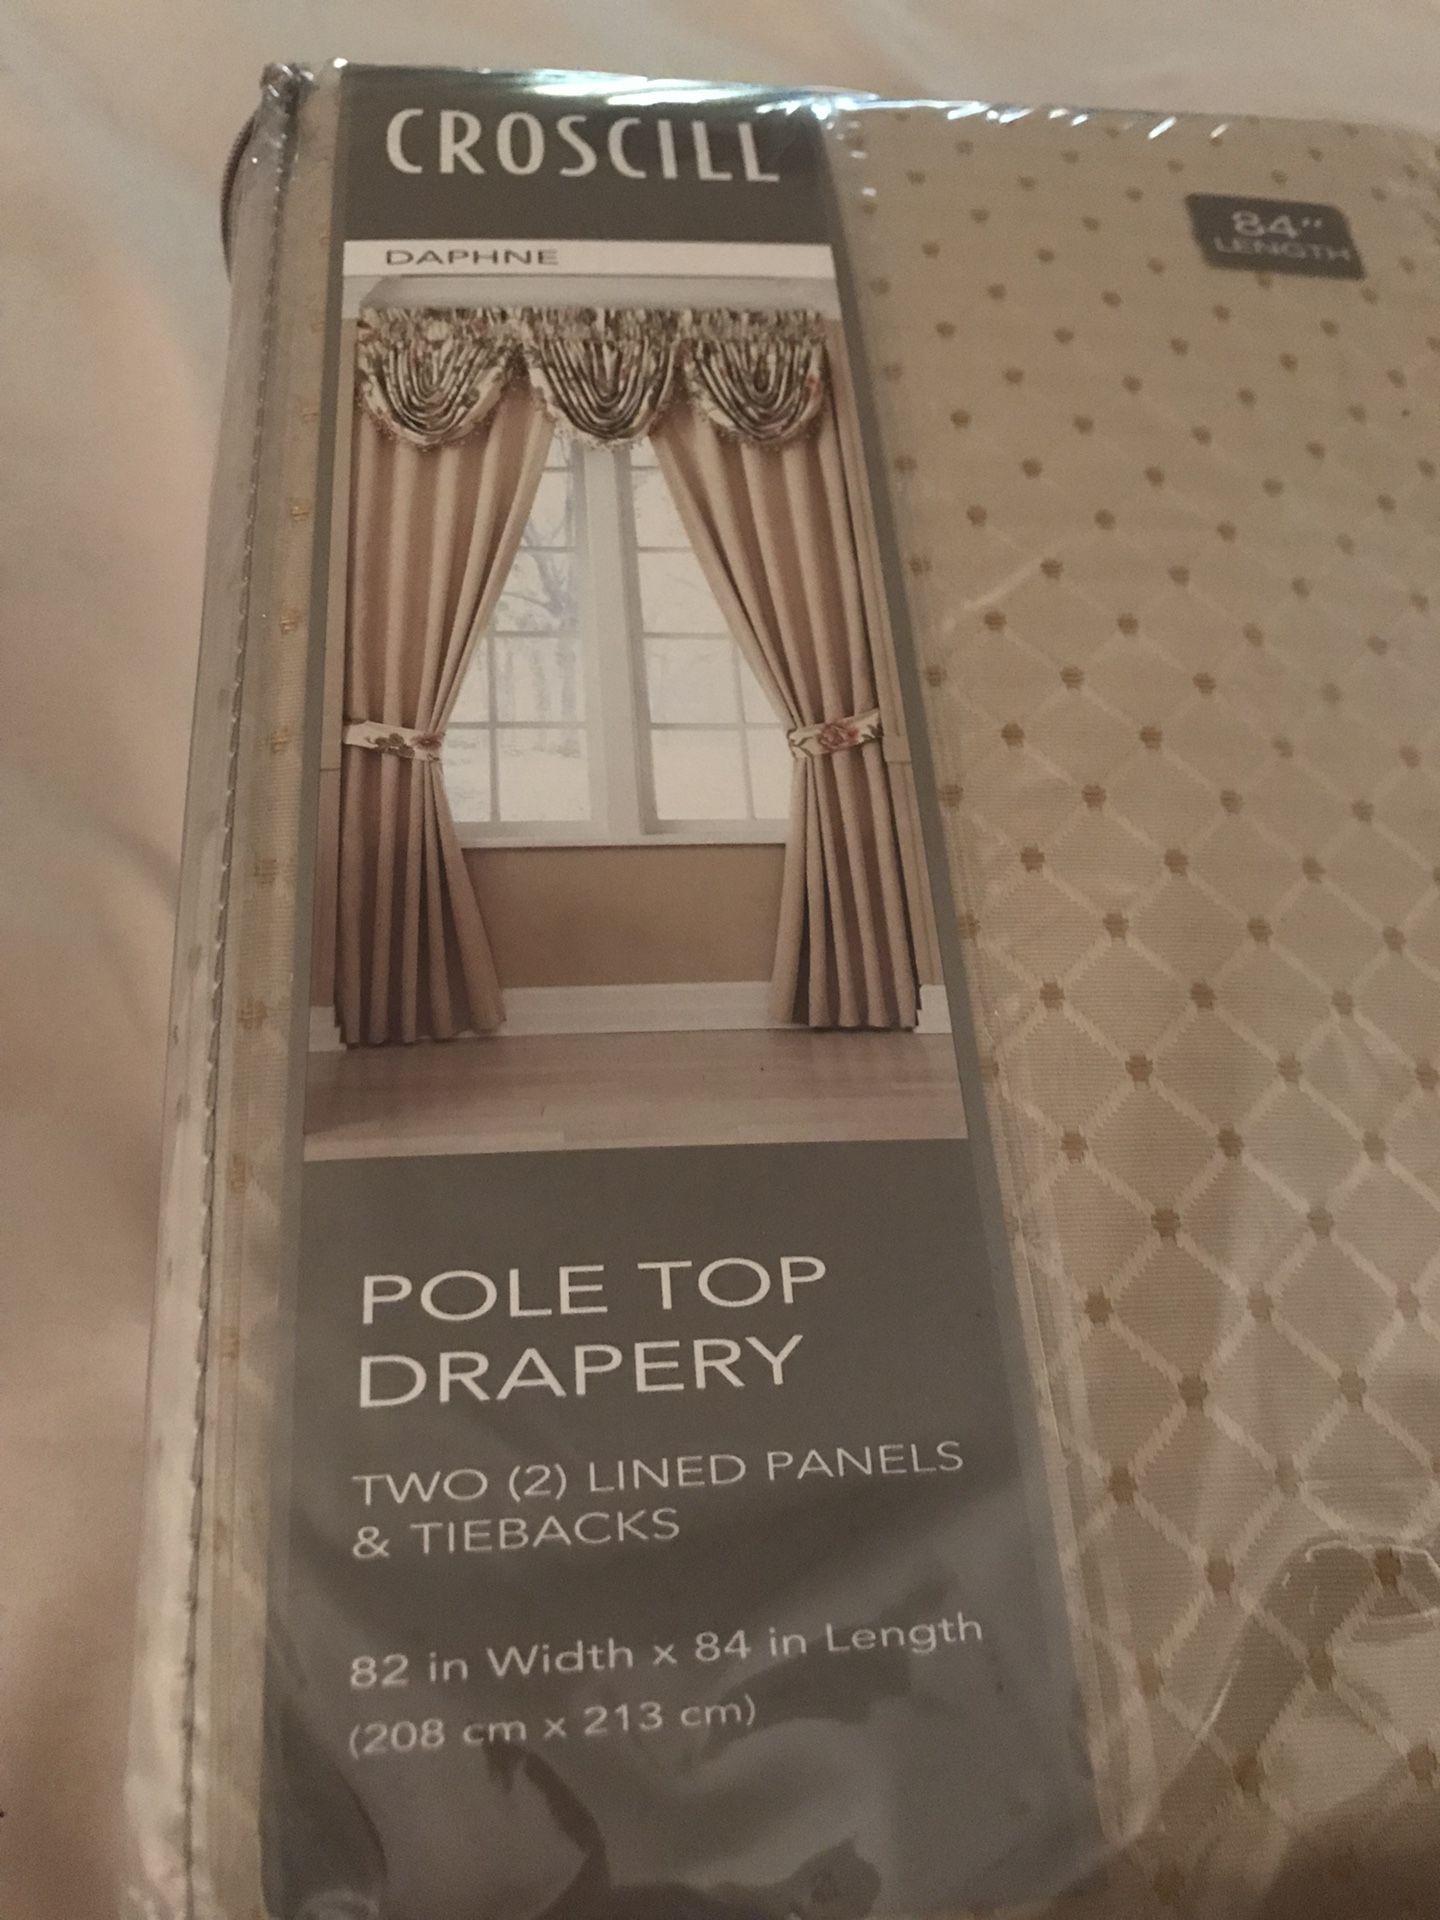 CROSCILL
DAPHNE
84"
LENGTH
POLE TOP
DRAPERY
TWO (2) LINED PANELS
& TIEBACKS
82 in Width x 84 in Length
(208 cm x 213 cm)